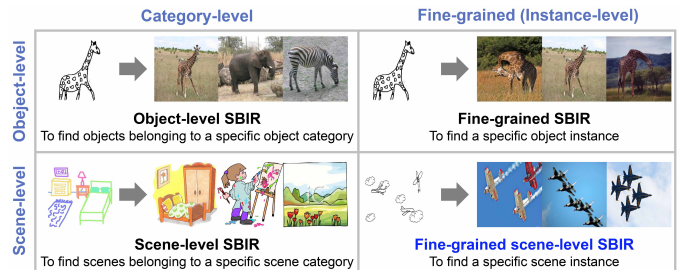 Category-level
Fine-grained (Instance-level)
Obeject-level
Object-level SBIR
To find objects belonging to a specific object category
Fine-grained SBIR
To find a specific object instance
Scene-level
Scene-level SBIR
To find scenes belonging to a specific scene category
Fine-grained scene-level SBIR
To find a specific scene instance